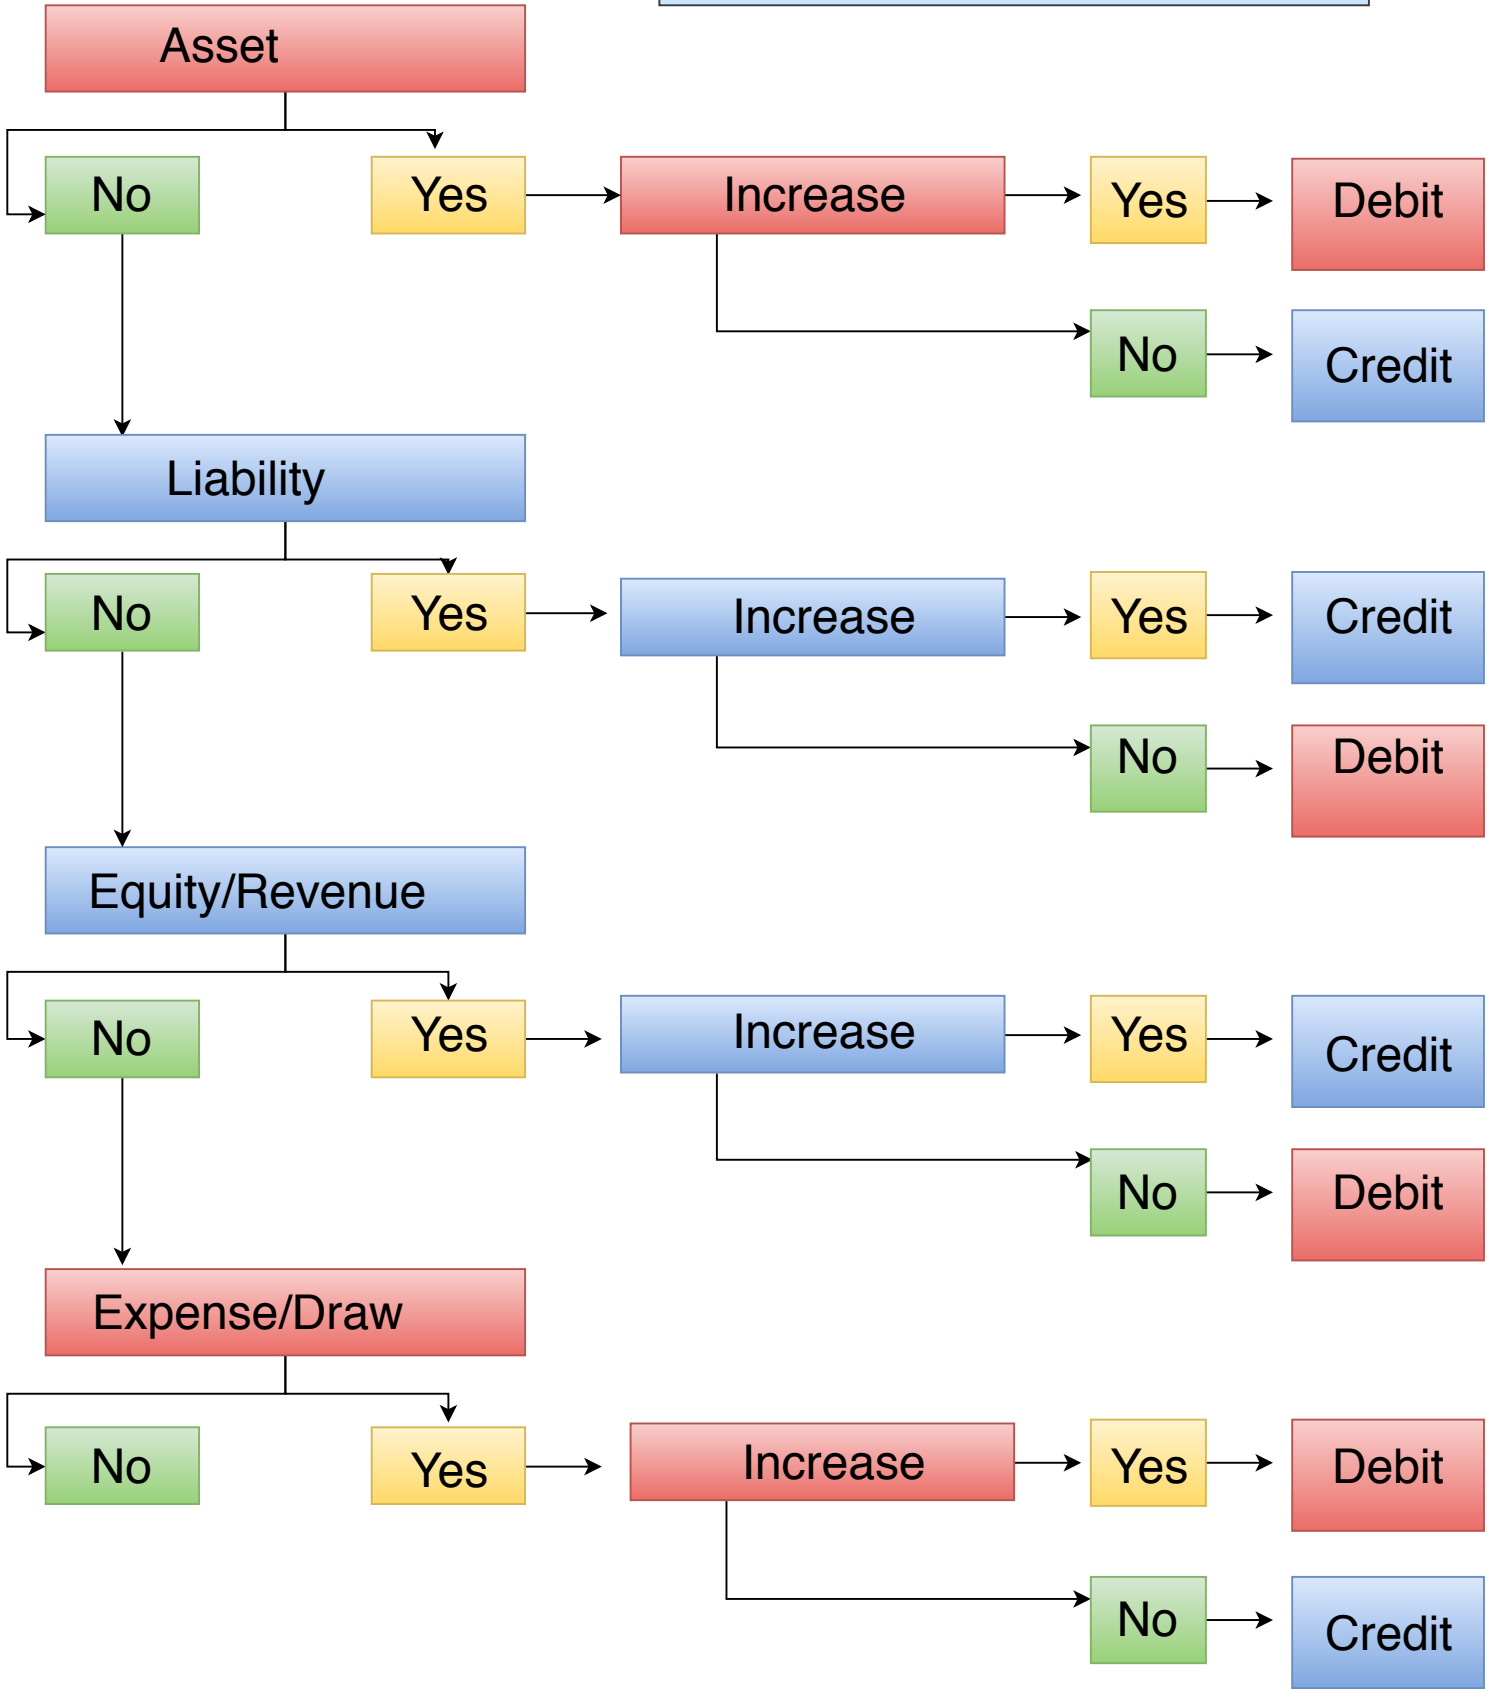 Asset
No
Yes
Increase
Yes
Debit
No
Credit
Liability
No
Yes
Increase
Yes
Credit
No
Debit
Equity/Revenue
No
Yes
Increase
Yes
Credit
No
Debit
Expense/Draw
No
Yes
Increase
Yes
Debit
No
Credit